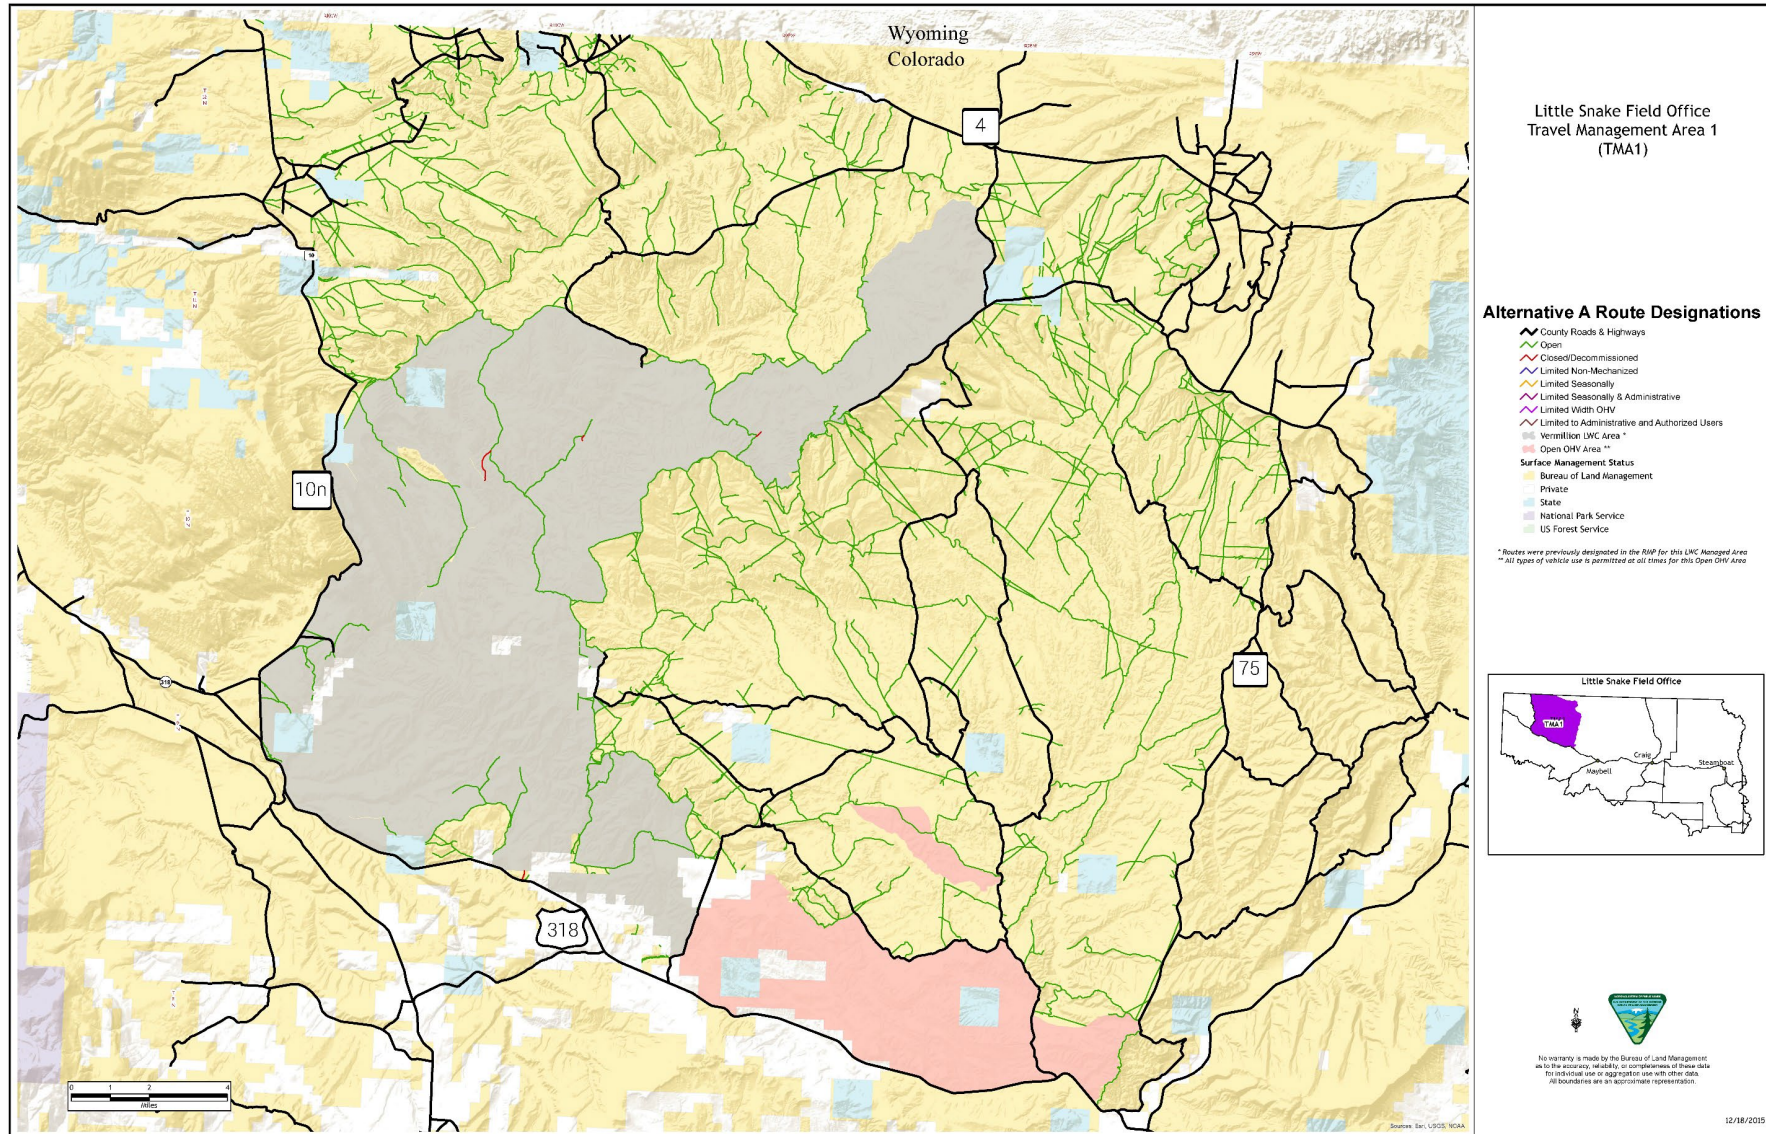 Wyoming
Colorado
4
10
10n
318
75
318
0 1 2 4
Miles
Sources: Esri, USGS, NOAA
Little Snake Field Office
Travel Management Area 1
(TMA1)
Alternative A Route Designations
County Roads & Highways
Open
Closed/Decommissioned
Limited Non-Mechanized
Limited Seasonally
Limited Seasonally & Administrative
Limited Width OHV
Limited to Administrative and Authorized Users
Vermillion LWC Area *
Open OHV Area **
Surface Management Status
Bureau of Land Management
Private
State
National Park Service
US Forest Service
* Routes were previously designated in the RMP for this LWC Managed Area
** All types of vehicle use is permitted at all times for this Open OHV Area
Little Snake Field Office
TMA1
Craig
Steamboat
Maybell
N
No warranty is made by the Bureau of Land Management
as to the accuracy, reliability, or completeness of these data
for individual use or aggregation use with other data.
All boundaries are an approximate representation.
12/18/2015